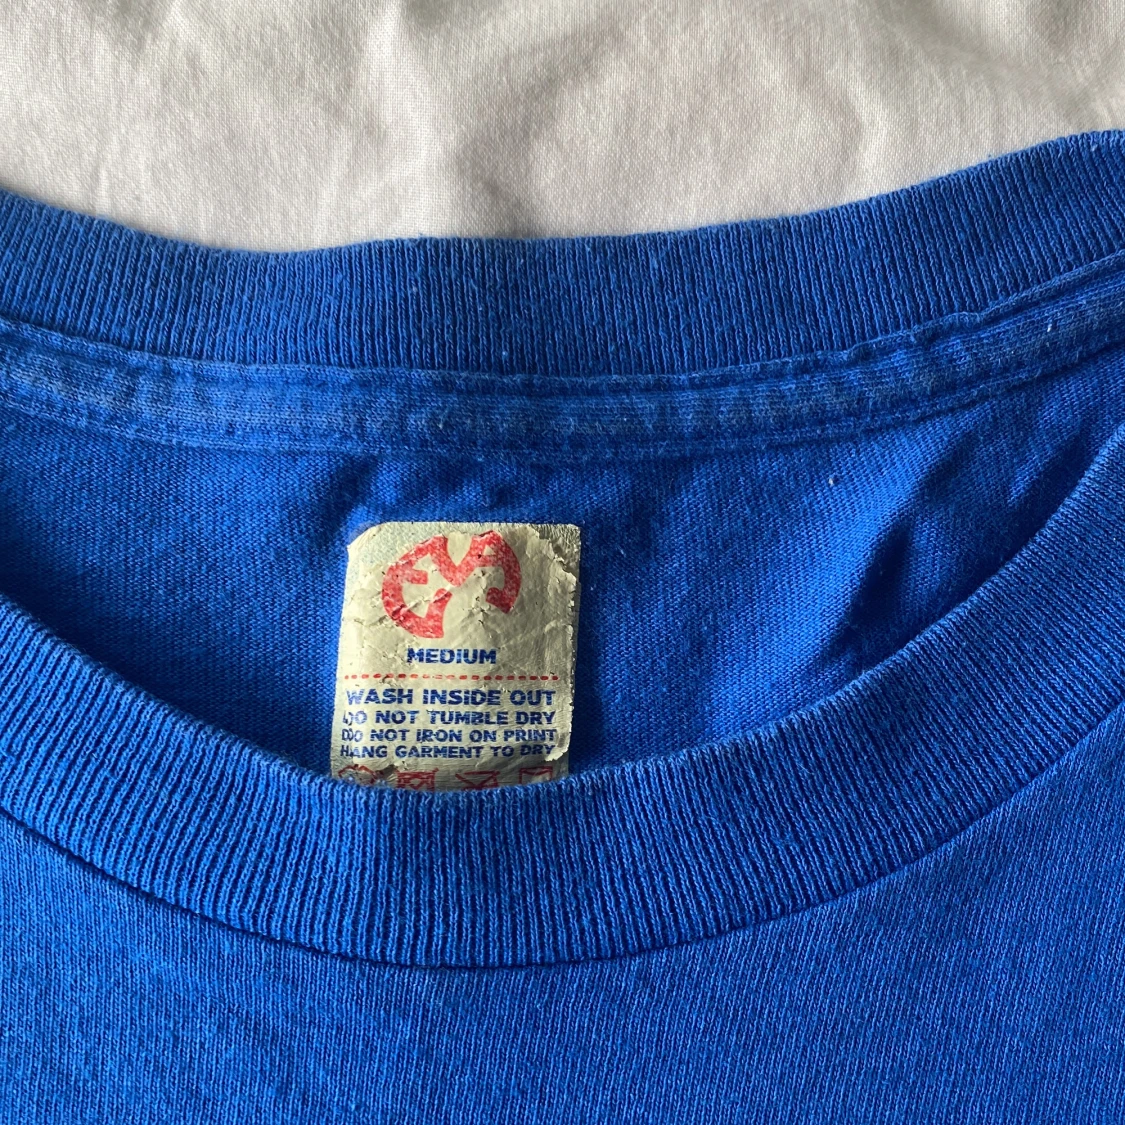 MEDIUM
WASH INSIDE OUT
DO NOT TUMBLE DRY
DO NOT IRON ON PRINT
HANG GARMENT TO DRY